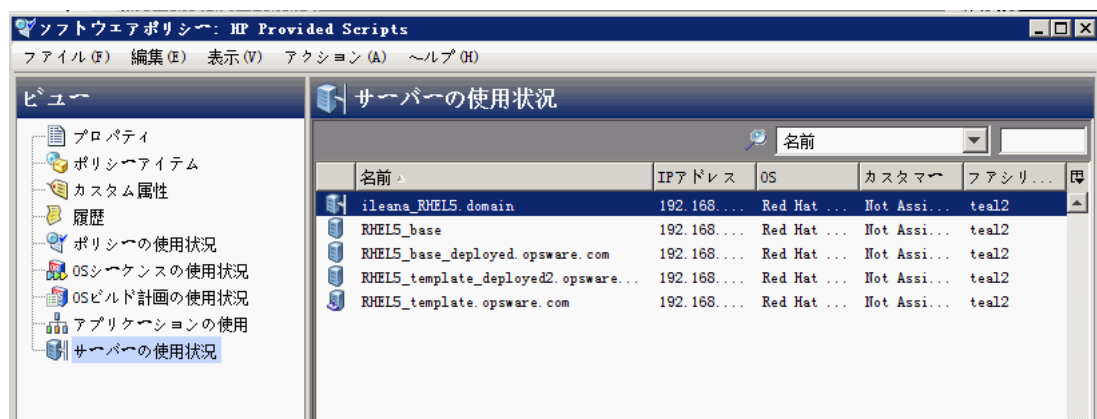 ソフトウェアポリシー: HP Provided Scripts
ファイル(F) 編集(E) 表示(V) アクション(A) ヘルプ(H)
ビュー
プロパティ
ポリシーアイテム
カスタム属性
履歴
ポリシーの使用状況
OSシーケンスの使用状況
OSビルド計画の使用状況
アプリケーションの使用
サーバーの使用状況
サーバーの使用状況
名前
名前 IPアドレス OS カスタマー ファシリ...
ileana_RHEL5.domain 192.168.... Red Hat ... Not Assi... teal2
RHEL5_base 192.168.... Red Hat ... Not Assi... teal2
RHEL5_base_deployed.opsware.com 192.168.... Red Hat ... Not Assi... teal2
RHEL5_template_deployed2.opsware... 192.168.... Red Hat ... Not Assi... teal2
RHEL5_template.opsware.com 192.168.... Red Hat ... Not Assi... teal2